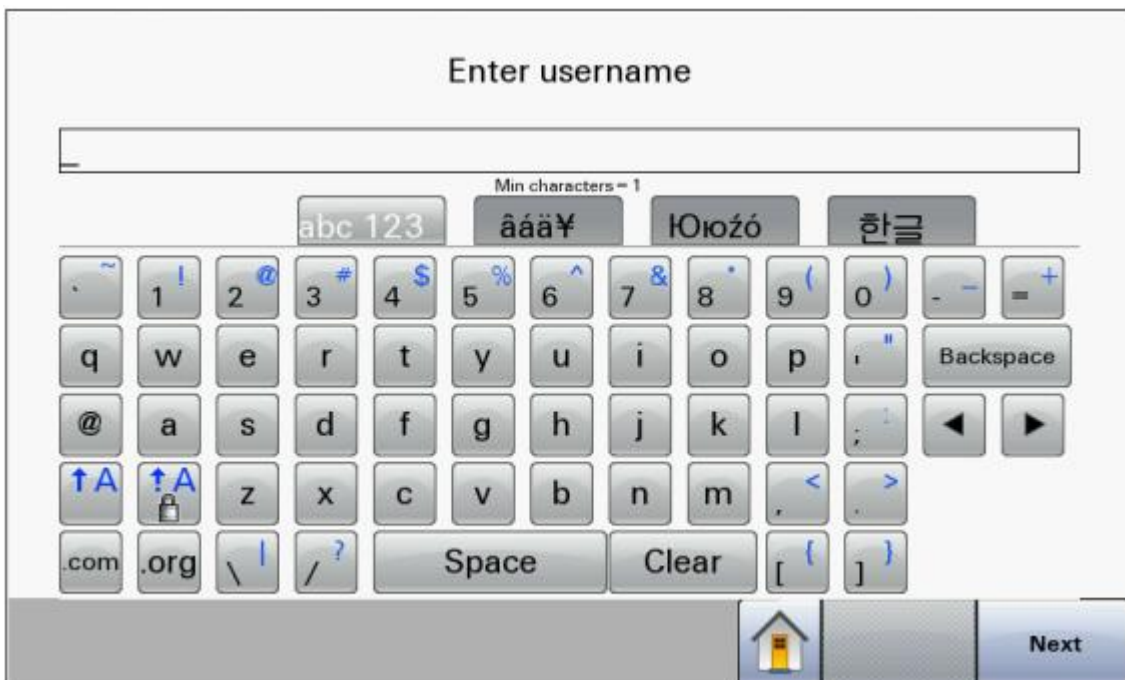 Enter username
_
Min characters = 1
abc 123 âáä¥ Ююźó 한글
` ~ 1 ! 2 @ 3 # 4 $ 5 % 6 ^ 7 & 8 * 9 ( 0 ) - _ = +
q w e r t y u i o p ' " Backspace
@ a s d f g h j k l ; : ◄ ►
↑A ↑A z x c v b n m , < . >
.com .org \ | / ? Space Clear [ { ] }
Next